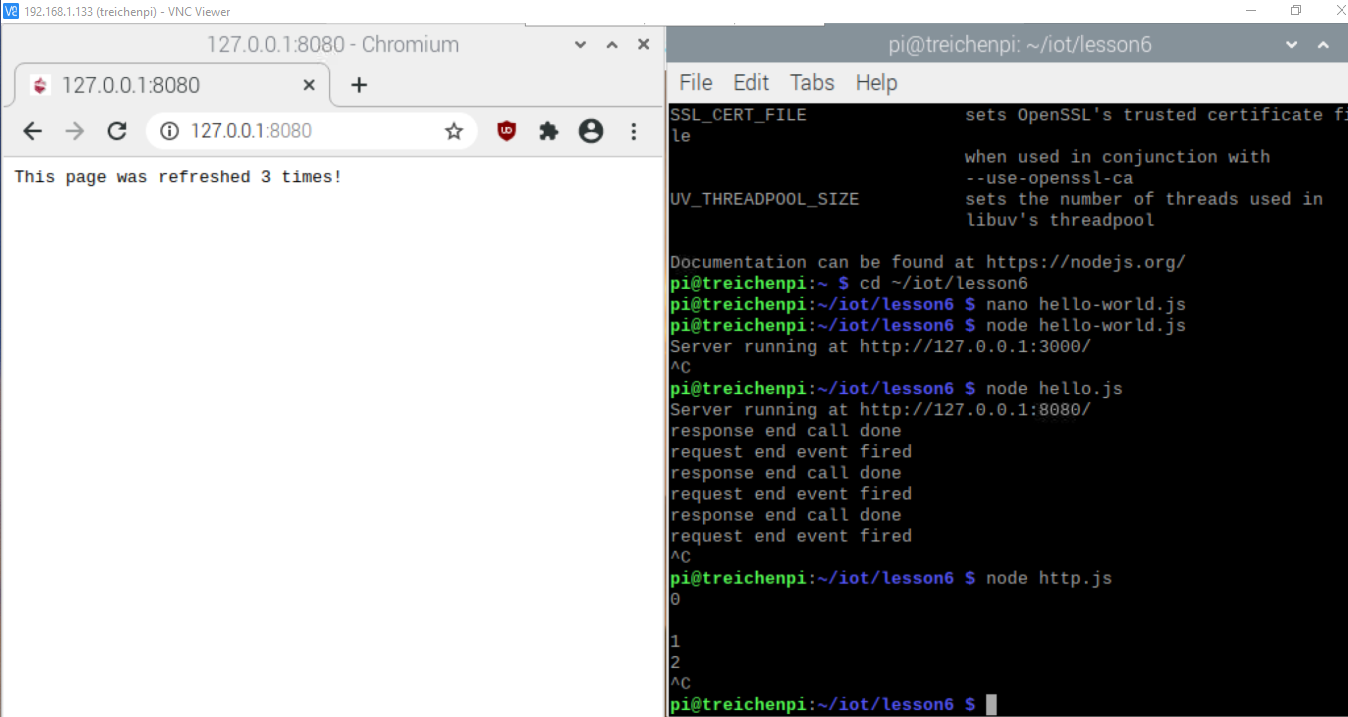 192.168.1.133 (treichenpi) - VNC Viewer
127.0.0.1:8080 - Chromium
127.0.0.1:8080
127.0.0.1:8080
This page was refreshed 3 times!
pi@treichenpi: ~/iot/lesson6
File Edit Tabs Help
SSL_CERT_FILE sets OpenSSL's trusted certificate fi
le
when used in conjunction with
--use-openssl-ca
UV_THREADPOOL_SIZE sets the number of threads used in
libuv's threadpool
Documentation can be found at https://nodejs.org/
pi@treichenpi:~ $ cd ~/iot/lesson6
pi@treichenpi:~/iot/lesson6 $ nano hello-world.js
pi@treichenpi:~/iot/lesson6 $ node hello-world.js
Server running at http://127.0.0.1:3000/
^C
pi@treichenpi:~/iot/lesson6 $ node hello.js
Server running at http://127.0.0.1:8080/
response end call done
request end event fired
response end call done
request end event fired
response end call done
request end event fired
^C
pi@treichenpi:~/iot/lesson6 $ node http.js
0
1
2
^C
pi@treichenpi:~/iot/lesson6 $